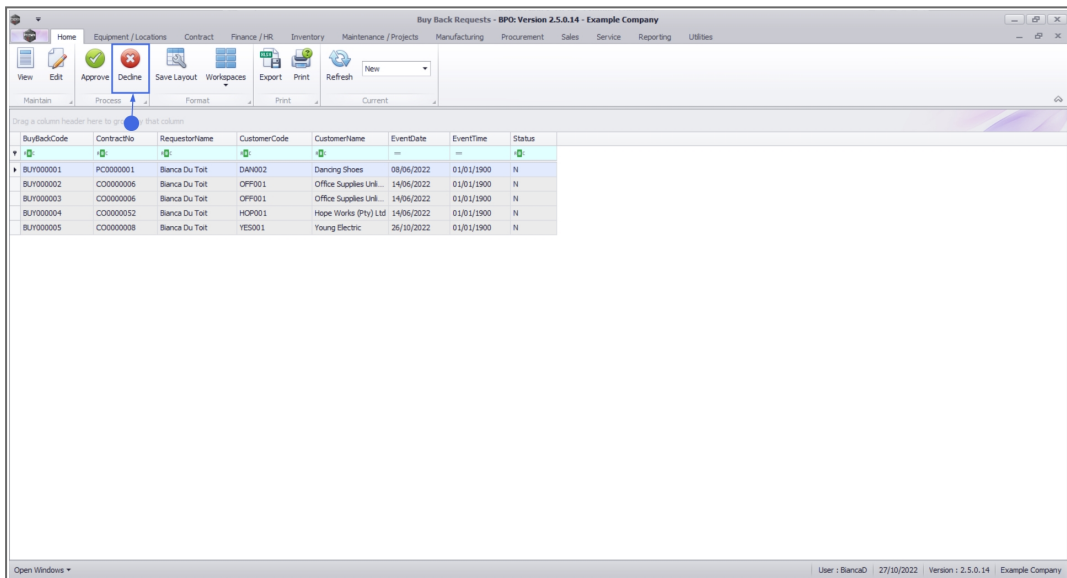 Buy Back Requests - BPO: Version 2.5.0.14 - Example Company
Home Equipment / Locations Contract Finance / HR Inventory Maintenance / Projects Manufacturing Procurement Sales Service Reporting Utilities
View Edit Approve Decline Save Layout Workspaces Export Print Refresh New
Maintain Process Format Print Current
Drag a column header here to group by that column
BuyBackCode ContractNo RequestorName CustomerCode CustomerName EventDate EventTime Status
BUY000001 PC0000001 Bianca Du Toit DAN002 Dancing Shoes 08/06/2022 01/01/1900 N
BUY000002 CO0000006 Bianca Du Toit OFF001 Office Supplies Unli... 14/06/2022 01/01/1900 N
BUY000003 CO0000006 Bianca Du Toit OFF001 Office Supplies Unli... 14/06/2022 01/01/1900 N
BUY000004 CO0000052 Bianca Du Toit HOP001 Hope Works (Pty) Ltd 14/06/2022 01/01/1900 N
BUY000005 CO0000008 Bianca Du Toit YES001 Young Electric 26/10/2022 01/01/1900 N
Open Windows User : BiancaD 27/10/2022 Version : 2.5.0.14 Example Company